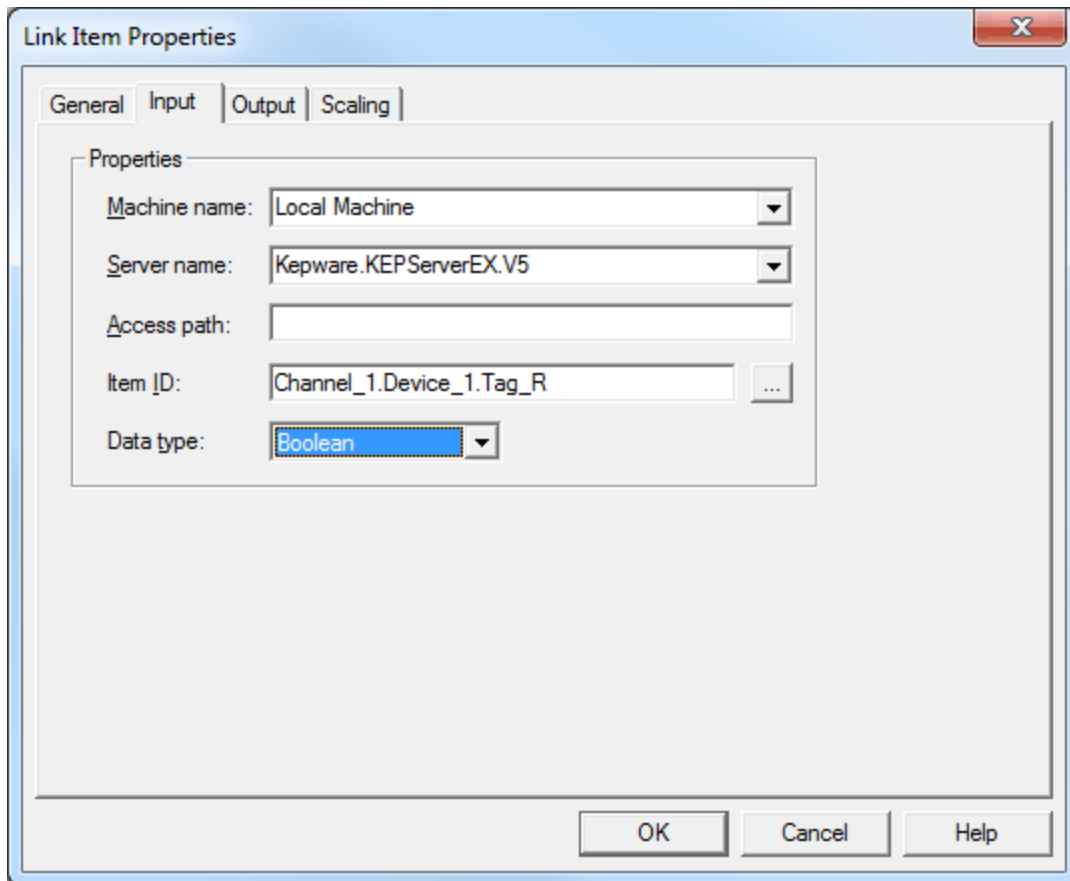 Link Item Properties
General Input Output Scaling
Properties
Machine name: Local Machine
Server name: Kepware.KEPServerEX.V5
Access path:
Item ID: Channel_1.Device_1.Tag_R ...
Data type: Boolean
OK Cancel Help